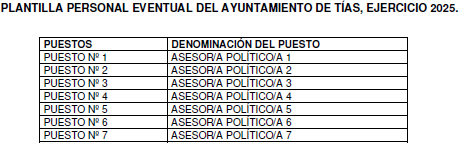 PLANTILLA PERSONAL EVENTUAL DEL AYUNTAMIENTO DE TÍAS, EJERCICIO 2025.
PUESTOS DENOMINACIÓN DEL PUESTO
PUESTO Nº 1 ASESOR/A POLÍTICO/A 1
PUESTO Nº 2 ASESOR/A POLÍTICO/A 2
PUESTO Nº 3 ASESOR/A POLÍTICO/A 3
PUESTO Nº 4 ASESOR/A POLÍTICO/A 4
PUESTO Nº 5 ASESOR/A POLÍTICO/A 5
PUESTO Nº 6 ASESOR/A POLÍTICO/A 6
PUESTO Nº 7 ASESOR/A POLÍTICO/A 7